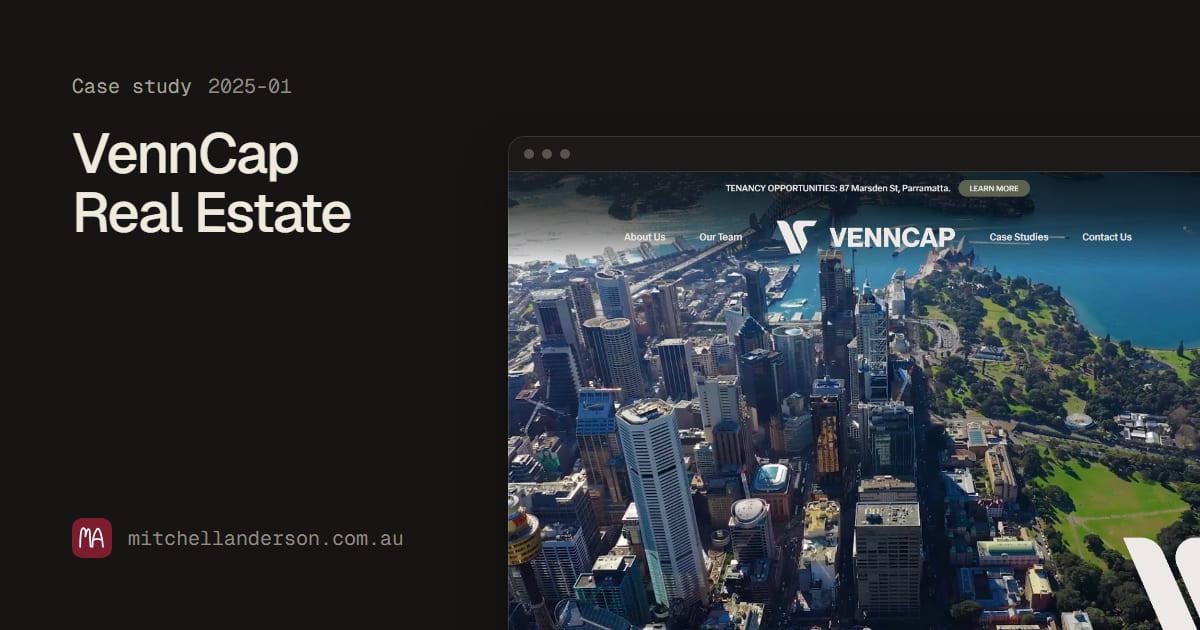 Case study 2025-01
VennCap
Real Estate
TENANCY OPPORTUNITIES: 87 Marsden St, Parramatta. LEARN MORE
About Us Our Team VENNCAP Case Studies Contact Us
MA mitchellanderson.com.au